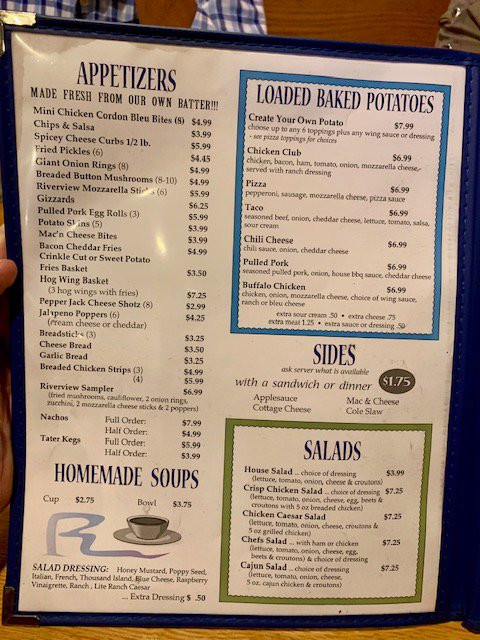 APPETIZERS
MADE FRESH FROM OUR OWN BATTER!!!
Mini Chicken Cordon Bleu Bites (8) $4.99
Chips & Salsa $3.99
Spicey Cheese Curbs 1/2 lb. $5.99
Fried Pickles (6) $4.45
Giant Onion Rings (8) $4.99
Breaded Button Mushrooms (8-10) $4.99
Riverview Mozzarella Sticks (6) $5.99
Gizzards $6.25
Pulled Pork Egg Rolls (3) $5.99
Potato Skins (5) $3.99
Mac'n Cheese Bites $3.99
Bacon Cheddar Fries $4.99
Crinkle Cut or Sweet Potato
Fries Basket $3.50
Hog Wing Basket
(3 hog wings with fries) $7.25
Pepper Jack Cheese Shotz (8) $2.99
Jalapeno Poppers (6) $4.25
(cream cheese or cheddar)
Breadsticks (3) $3.25
Cheese Bread $3.50
Garlic Bread $3.25
Breaded Chicken Strips (3) $4.99
(4) $5.99
Riverview Sampler $6.99
(fried mushrooms, cauliflower, 2 onion rings,
zucchini, 2 mozzarella cheese sticks & 2 poppers)
Nachos Full Order: $7.99
Half Order: $4.99
Tater Kegs Full Order: $5.99
Half Order: $3.99
HOMEMADE SOUPS
Cup $2.75 Bowl $3.75
R
SALAD DRESSING: Honey Mustard, Poppy Seed,
Italian, French, Thousand Island, Blue Cheese, Raspberry
Vinaigrette, Ranch , Lite Ranch Caesar
... Extra Dressing $ .50
LOADED BAKED POTATOES
Create Your Own Potato $7.99
choose up to any 6 toppings plus any wing sauce or dressing
- see pizza toppings for choices
Chicken Club $6.99
chicken, bacon, ham, tomato, onion, mozzarella cheese,
served with ranch dressing
Pizza $6.99
pepperoni, sausage, mozzarella cheese, pizza sauce
Taco $6.99
seasoned beef, onion, cheddar cheese, lettuce, tomato, salsa,
sour cream
Chili Cheese $6.99
chili sauce, onion, cheddar cheese
Pulled Pork $6.99
seasoned pulled pork, onion, house bbq sauce, cheddar cheese
Buffalo Chicken $6.99
chicken, onion, mozzarella cheese, choice of wing sauce,
ranch or bleu cheese
extra sour cream .50 • extra cheese .75
extra meat 1.25 • extra sauce or dressing .50
SIDES
ask server what is available
with a sandwich or dinner $1.75
Applesauce Mac & Cheese
Cottage Cheese Cole Slaw
SALADS
House Salad ... choice of dressing $3.99
(lettuce, tomato, onion, cheese & croutons)
Crisp Chicken Salad ... choice of dressing $7.25
(lettuce, tomato, onion, cheese, egg, beets &
croutons with 5 oz breaded chicken)
Chicken Caesar Salad $7.25
(lettuce, tomato, onion, cheese, croutons &
5 oz grilled chicken)
Chefs Salad ... with ham or chicken $7.25
(lettuce, tomato, onion, cheese, egg,
beets & croutons) & choice of dressing
Cajun Salad ... choice of dressing $7.25
(lettuce, tomato, onion, cheese,
5 oz. cajun chicken & croutons)